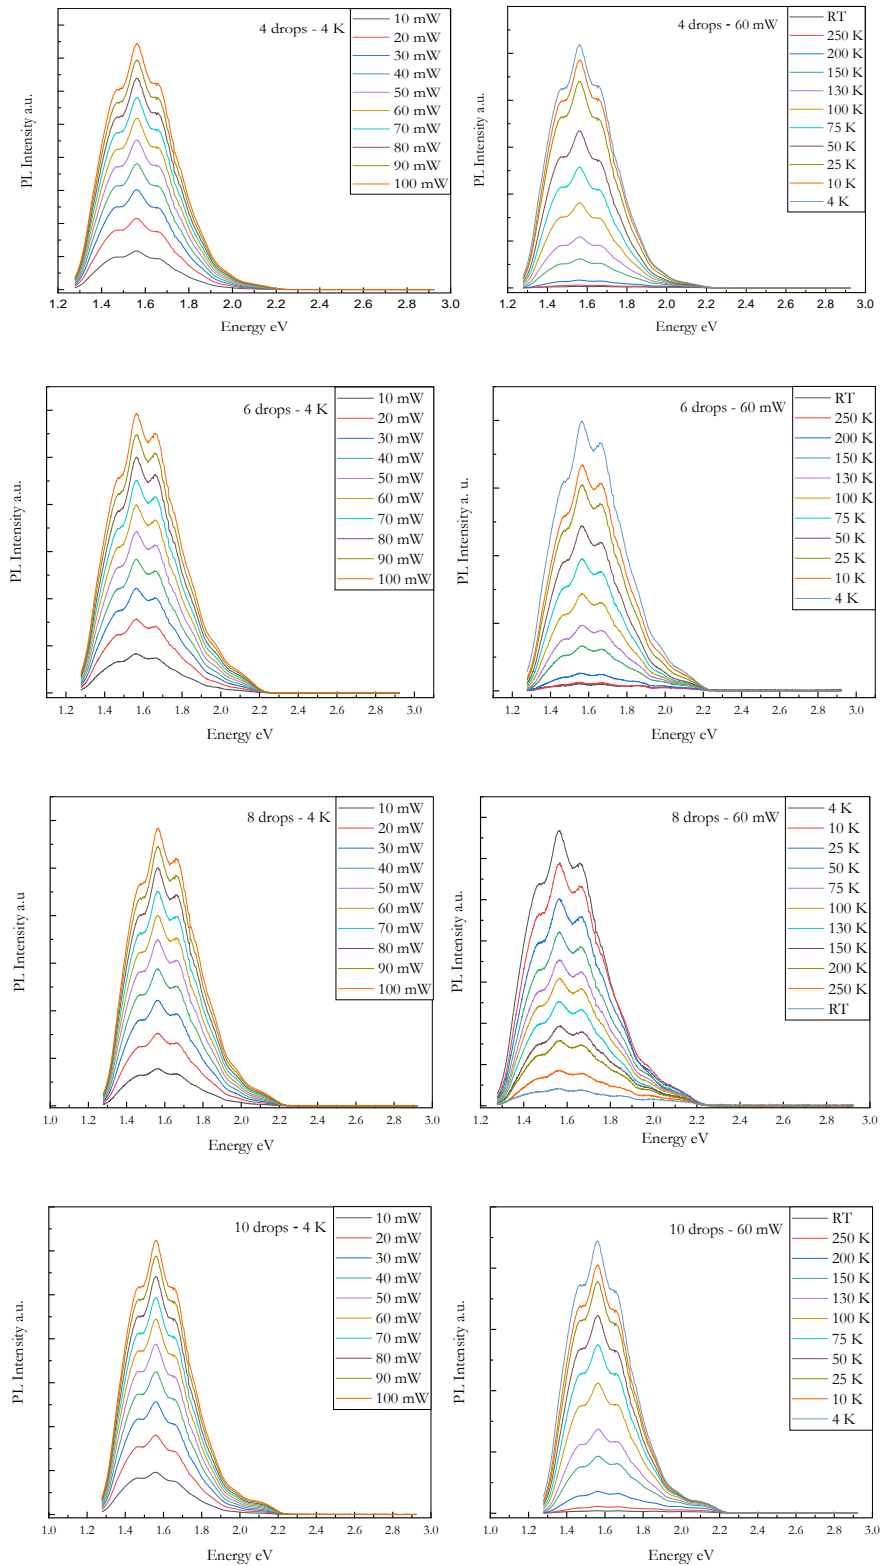 4 drops - 4 K
10 mW
20 mW
30 mW
40 mW
50 mW
60 mW
70 mW
80 mW
90 mW
100 mW
PL Intensity a.u.
1.2 1.4 1.6 1.8 2.0 2.2 2.4 2.6 2.8 3.0
Energy eV
4 drops - 60 mW
RT
250 K
200 K
150 K
130 K
100 K
75 K
50 K
25 K
10 K
4 K
PL Intensity a.u.
1.2 1.4 1.6 1.8 2.0 2.2 2.4 2.6 2.8 3.0
Energy eV
6 drops - 4 K
10 mW
20 mW
30 mW
40 mW
50 mW
60 mW
70 mW
80 mW
90 mW
100 mW
PL Intensity a.u.
1.2 1.4 1.6 1.8 2.0 2.2 2.4 2.6 2.8 3.0
Energy eV
6 drops - 60 mW
RT
250 K
200 K
150 K
130 K
100 K
75 K
50 K
25 K
10 K
4 K
PL Intensity a. u.
1.2 1.4 1.6 1.8 2.0 2.2 2.4 2.6 2.8 3.0
Energy eV
8 drops - 4 K
10 mW
20 mW
30 mW
40 mW
50 mW
60 mW
70 mW
80 mW
90 mW
100 mW
PL Intensity a.u
1.0 1.2 1.4 1.6 1.8 2.0 2.2 2.4 2.6 2.8 3.0
Energy eV
8 drops - 60 mW
4 K
10 K
25 K
50 K
75 K
100 K
130 K
150 K
200 K
250 K
RT
PL Intensity a.u.
1.2 1.4 1.6 1.8 2.0 2.2 2.4 2.6 2.8 3.0
Energy eV
10 drops - 4 K
10 mW
20 mW
30 mW
40 mW
50 mW
60 mW
70 mW
80 mW
90 mW
100 mW
PL Intensity a.u.
1.0 1.2 1.4 1.6 1.8 2.0 2.2 2.4 2.6 2.8 3.0
Energy eV
10 drops - 60 mW
RT
250 K
200 K
150 K
130 K
100 K
75 K
50 K
25 K
10 K
4 K
PL Intensity a.u.
1.0 1.2 1.4 1.6 1.8 2.0 2.2 2.4 2.6 2.8 3.0
Energy eV